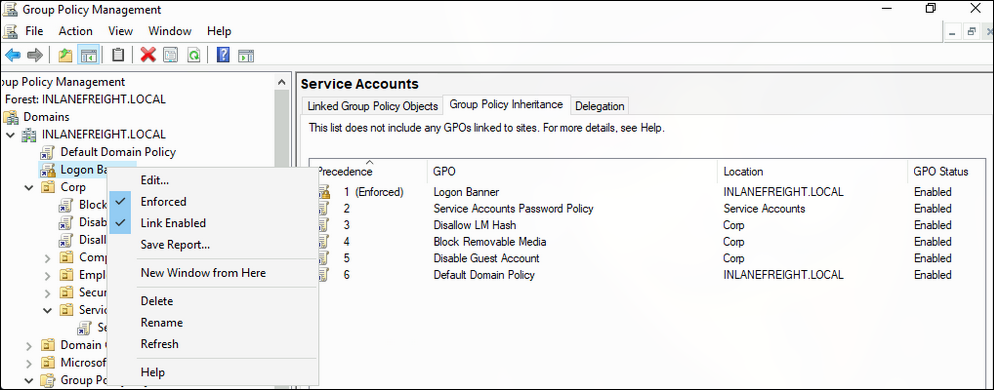 Group Policy Management
File Action View Window Help
oup Policy Management
Forest: INLANEFREIGHT.LOCAL
Domains
INLANEFREIGHT.LOCAL
Default Domain Policy
Logon Ba
Corp
Block
Disab
Disall
Comp
Empl
Secur
Servic
Se
Domain C
Microsof
Group Po
Edit...
Enforced
Link Enabled
Save Report...
New Window from Here
Delete
Rename
Refresh
Help
Service Accounts
Linked Group Policy Objects Group Policy Inheritance Delegation
This list does not include any GPOs linked to sites. For more details, see Help.
Precedence GPO Location GPO Status
1 (Enforced) Logon Banner INLANEFREIGHT.LOCAL Enabled
2 Service Accounts Password Policy Service Accounts Enabled
3 Disallow LM Hash Corp Enabled
4 Block Removable Media Corp Enabled
5 Disable Guest Account Corp Enabled
6 Default Domain Policy INLANEFREIGHT.LOCAL Enabled